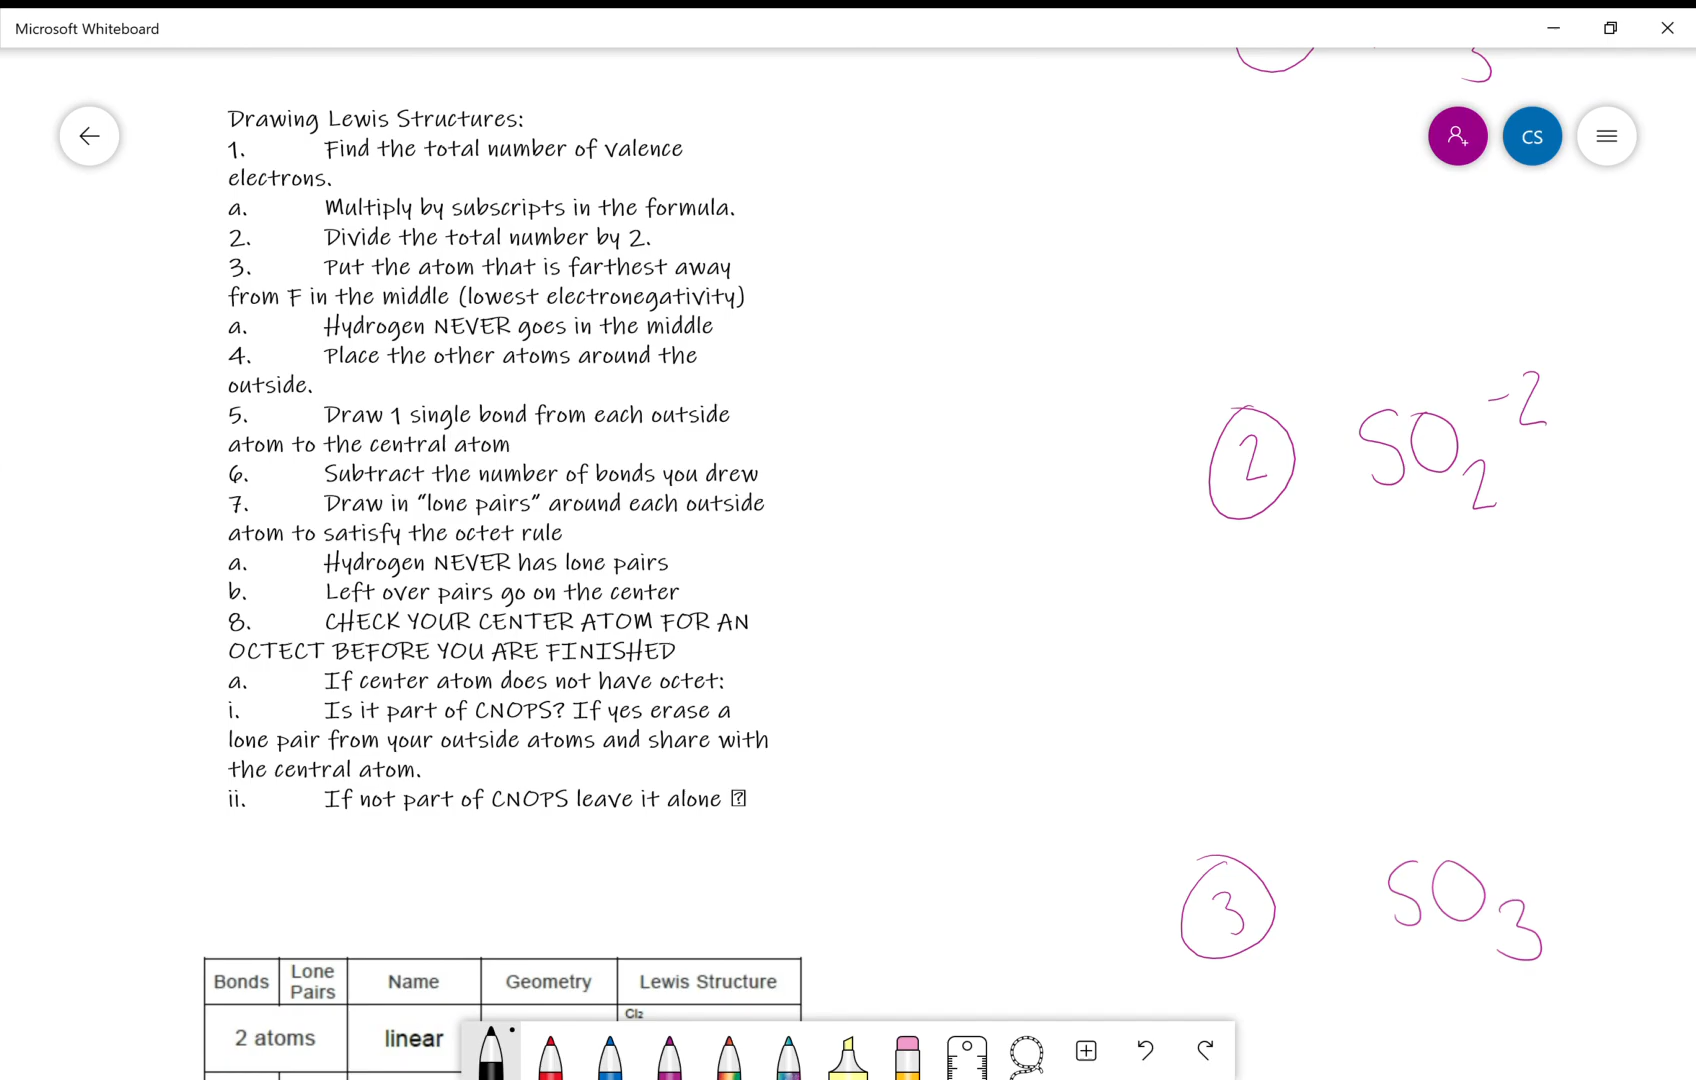 Microsoft Whiteboard
3
Drawing Lewis Structures:
1. Find the total number of valence
electrons.
a. Multiply by subscripts in the formula.
2. Divide the total number by 2.
3. Put the atom that is farthest away
from F in the middle (lowest electronegativity)
a. Hydrogen NEVER goes in the middle
4. Place the other atoms around the
outside.
5. Draw 1 single bond from each outside
atom to the central atom
6. Subtract the number of bonds you drew
7. Draw in “lone pairs” around each outside
atom to satisfy the octet rule
a. Hydrogen NEVER has lone pairs
b. Left over pairs go on the center
8. CHECK YOUR CENTER ATOM FOR AN
OCTECT BEFORE YOU ARE FINISHED
a. If center atom does not have octet:
i. Is it part of CNOPS? If yes erase a
lone pair from your outside atoms and share with
the central atom.
ii. If not part of CNOPS leave it alone
CS
2 SO2-2
3 SO3
Bonds Lone Pairs Name Geometry Lewis Structure
2 atoms linear Cl2